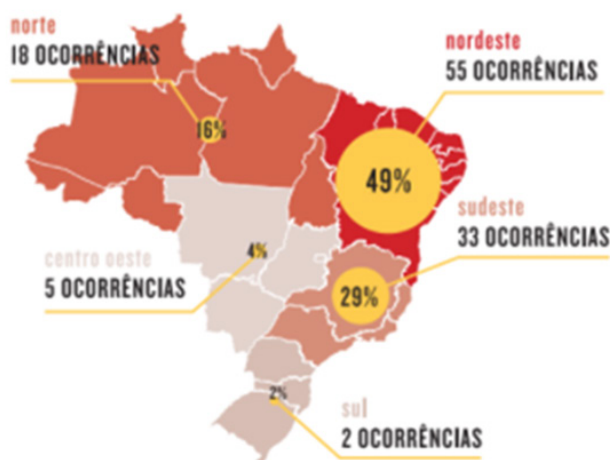 norte
18 OCORRÊNCIAS
16%
nordeste
55 OCORRÊNCIAS
49%
sudeste
33 OCORRÊNCIAS
29%
centro oeste
5 OCORRÊNCIAS
4%
sul
2 OCORRÊNCIAS
2%